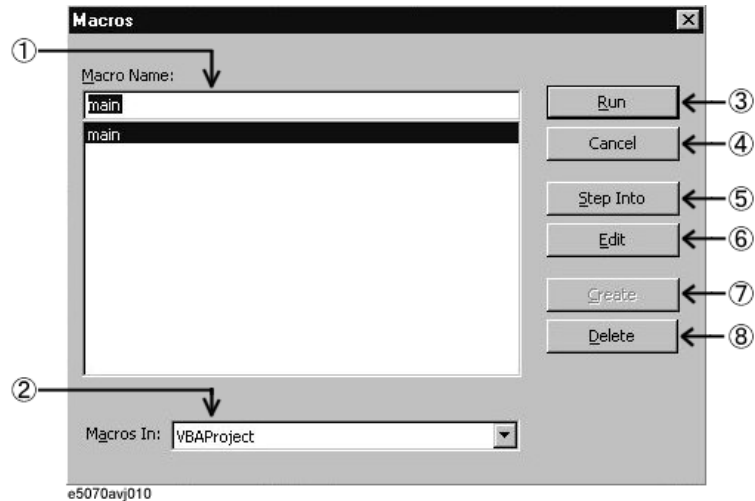 Macros
①
Macro Name:
main
main
Run
③
Cancel
④
Step Into
⑤
Edit
⑥
Create
⑦
Delete
⑧
②
Macros In:
VBAProject
e5070avj010